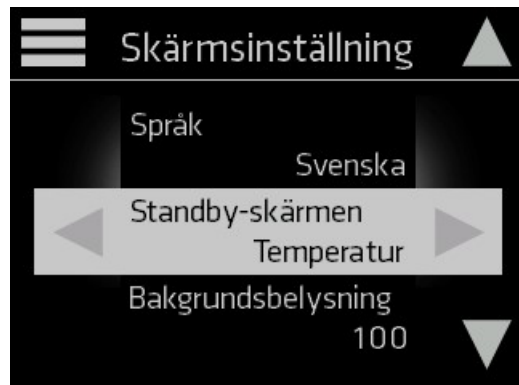 Skärmsinställning
Språk
Svenska
Standby-skärmen
Temperatur
Bakgrundsbelysning
100